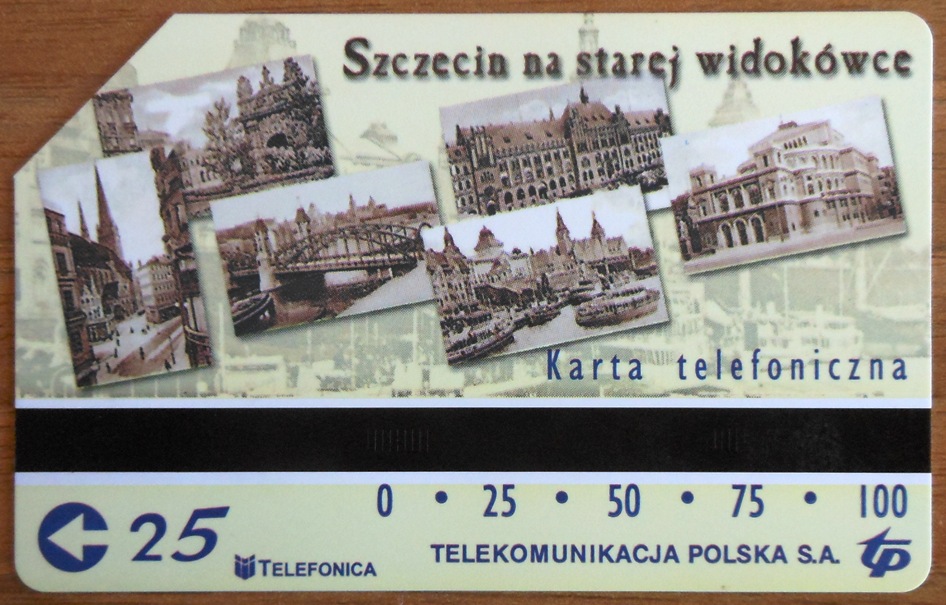 Szczecin na starej widokówce
Karta telefoniczna
0 • 25 • 50 • 75 • 100
25
TELEFONICA
TELEKOMUNIKACJA POLSKA S.A.
tp